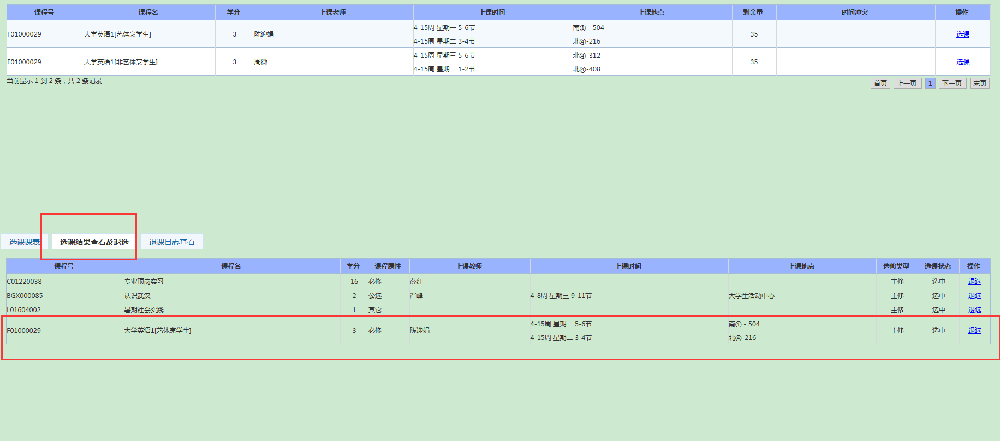 课程号 课程名 学分 上课老师 上课时间 上课地点 剩余量 时间冲突 操作
F01000029 大学英语1[艺体烹学生] 3 陈迎娟 4-15周 星期一 5-6节 南① - 504 35 选课
4-15周 星期二 3-4节 北④-216
F01000029 大学英语1[非艺体烹学生] 3 周微 4-15周 星期三 5-6节 北④-312 35 选课
4-15周 星期一 1-2节 北④-408
当前显示 1 到 2 条，共 2 条记录 首页 上一页 1 下一页 末页
选课课表 选课结果查看及退选 退课日志查看
课程号 课程名 学分 课程属性 上课教师 上课时间 上课地点 选修类型 选课状态 操作
C01220038 专业顶岗实习 16 必修 薛红 主修 选中 退选
BGX000085 认识武汉 2 公选 严峰 4-8周 星期三 9-11节 大学生活动中心 主修 选中 退选
L01604002 暑期社会实践 1 其它 主修 选中 退选
F01000029 大学英语1[艺体烹学生] 3 必修 陈迎娟 4-15周 星期一 5-6节 南① - 504 主修 选中 退选
4-15周 星期二 3-4节 北④-216